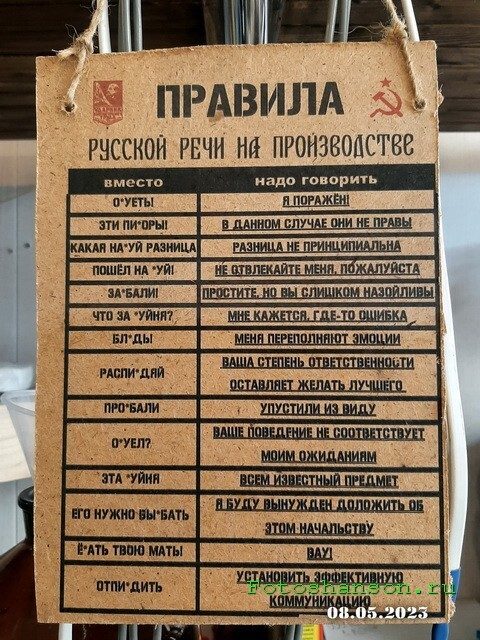 ПРАВИЛА
РУССКОЙ РЕЧИ НА ПРОИЗВОДСТВЕ
вместо надо говорить
О*УЕТЬ! Я ПОРАЖЁН!
ЭТИ ПИ*ОРЫ! В ДАННОМ СЛУЧАЕ ОНИ НЕ ПРАВЫ
КАКАЯ НА*УЙ РАЗНИЦА РАЗНИЦА НЕ ПРИНЦИПИАЛЬНА
ПОШЁЛ НА *УЙ! НЕ ОТВЛЕКАЙТЕ МЕНЯ, ПОЖАЛУЙСТА
ЗА*БАЛИ! ПРОСТИТЕ, НО ВЫ СЛИШКОМ НАЗОЙЛИВЫ
ЧТО ЗА *УЙНЯ? МНЕ КАЖЕТСЯ, ГДЕ-ТО ОШИБКА
БЛ*ДЫ МЕНЯ ПЕРЕПОЛНЯЮТ ЭМОЦИИ
РАСПИ*ДЯЙ ВАША СТЕПЕНЬ ОТВЕТСТВЕННОСТИ
ОСТАВЛЯЕТ ЖЕЛАТЬ ЛУЧШЕГО
ПРО*БАЛИ УПУСТИЛИ ИЗ ВИДУ
О*УЕЛ? ВАШЕ ПОВЕДЕНИЕ НЕ СООТВЕТСТВУЕТ
МОИМ ОЖИДАНИЯМ
ЭТА *УЙНЯ ВСЕМ ИЗВЕСТНЫЙ ПРЕДМЕТ
ЕГО НУЖНО ВЫ*БАТЬ Я БУДУ ВЫНУЖДЕН ДОЛОЖИТЬ ОБ
ЭТОМ НАЧАЛЬСТВУ
Ё*АТЬ ТВОЮ МАТЬ! ВАУ!
ОТПИ*ДИТЬ УСТАНОВИТЬ ЭФФЕКТИВНУЮ
КОММУНИКАЦИЮ
Fotoshanson.ru
08.05.2023